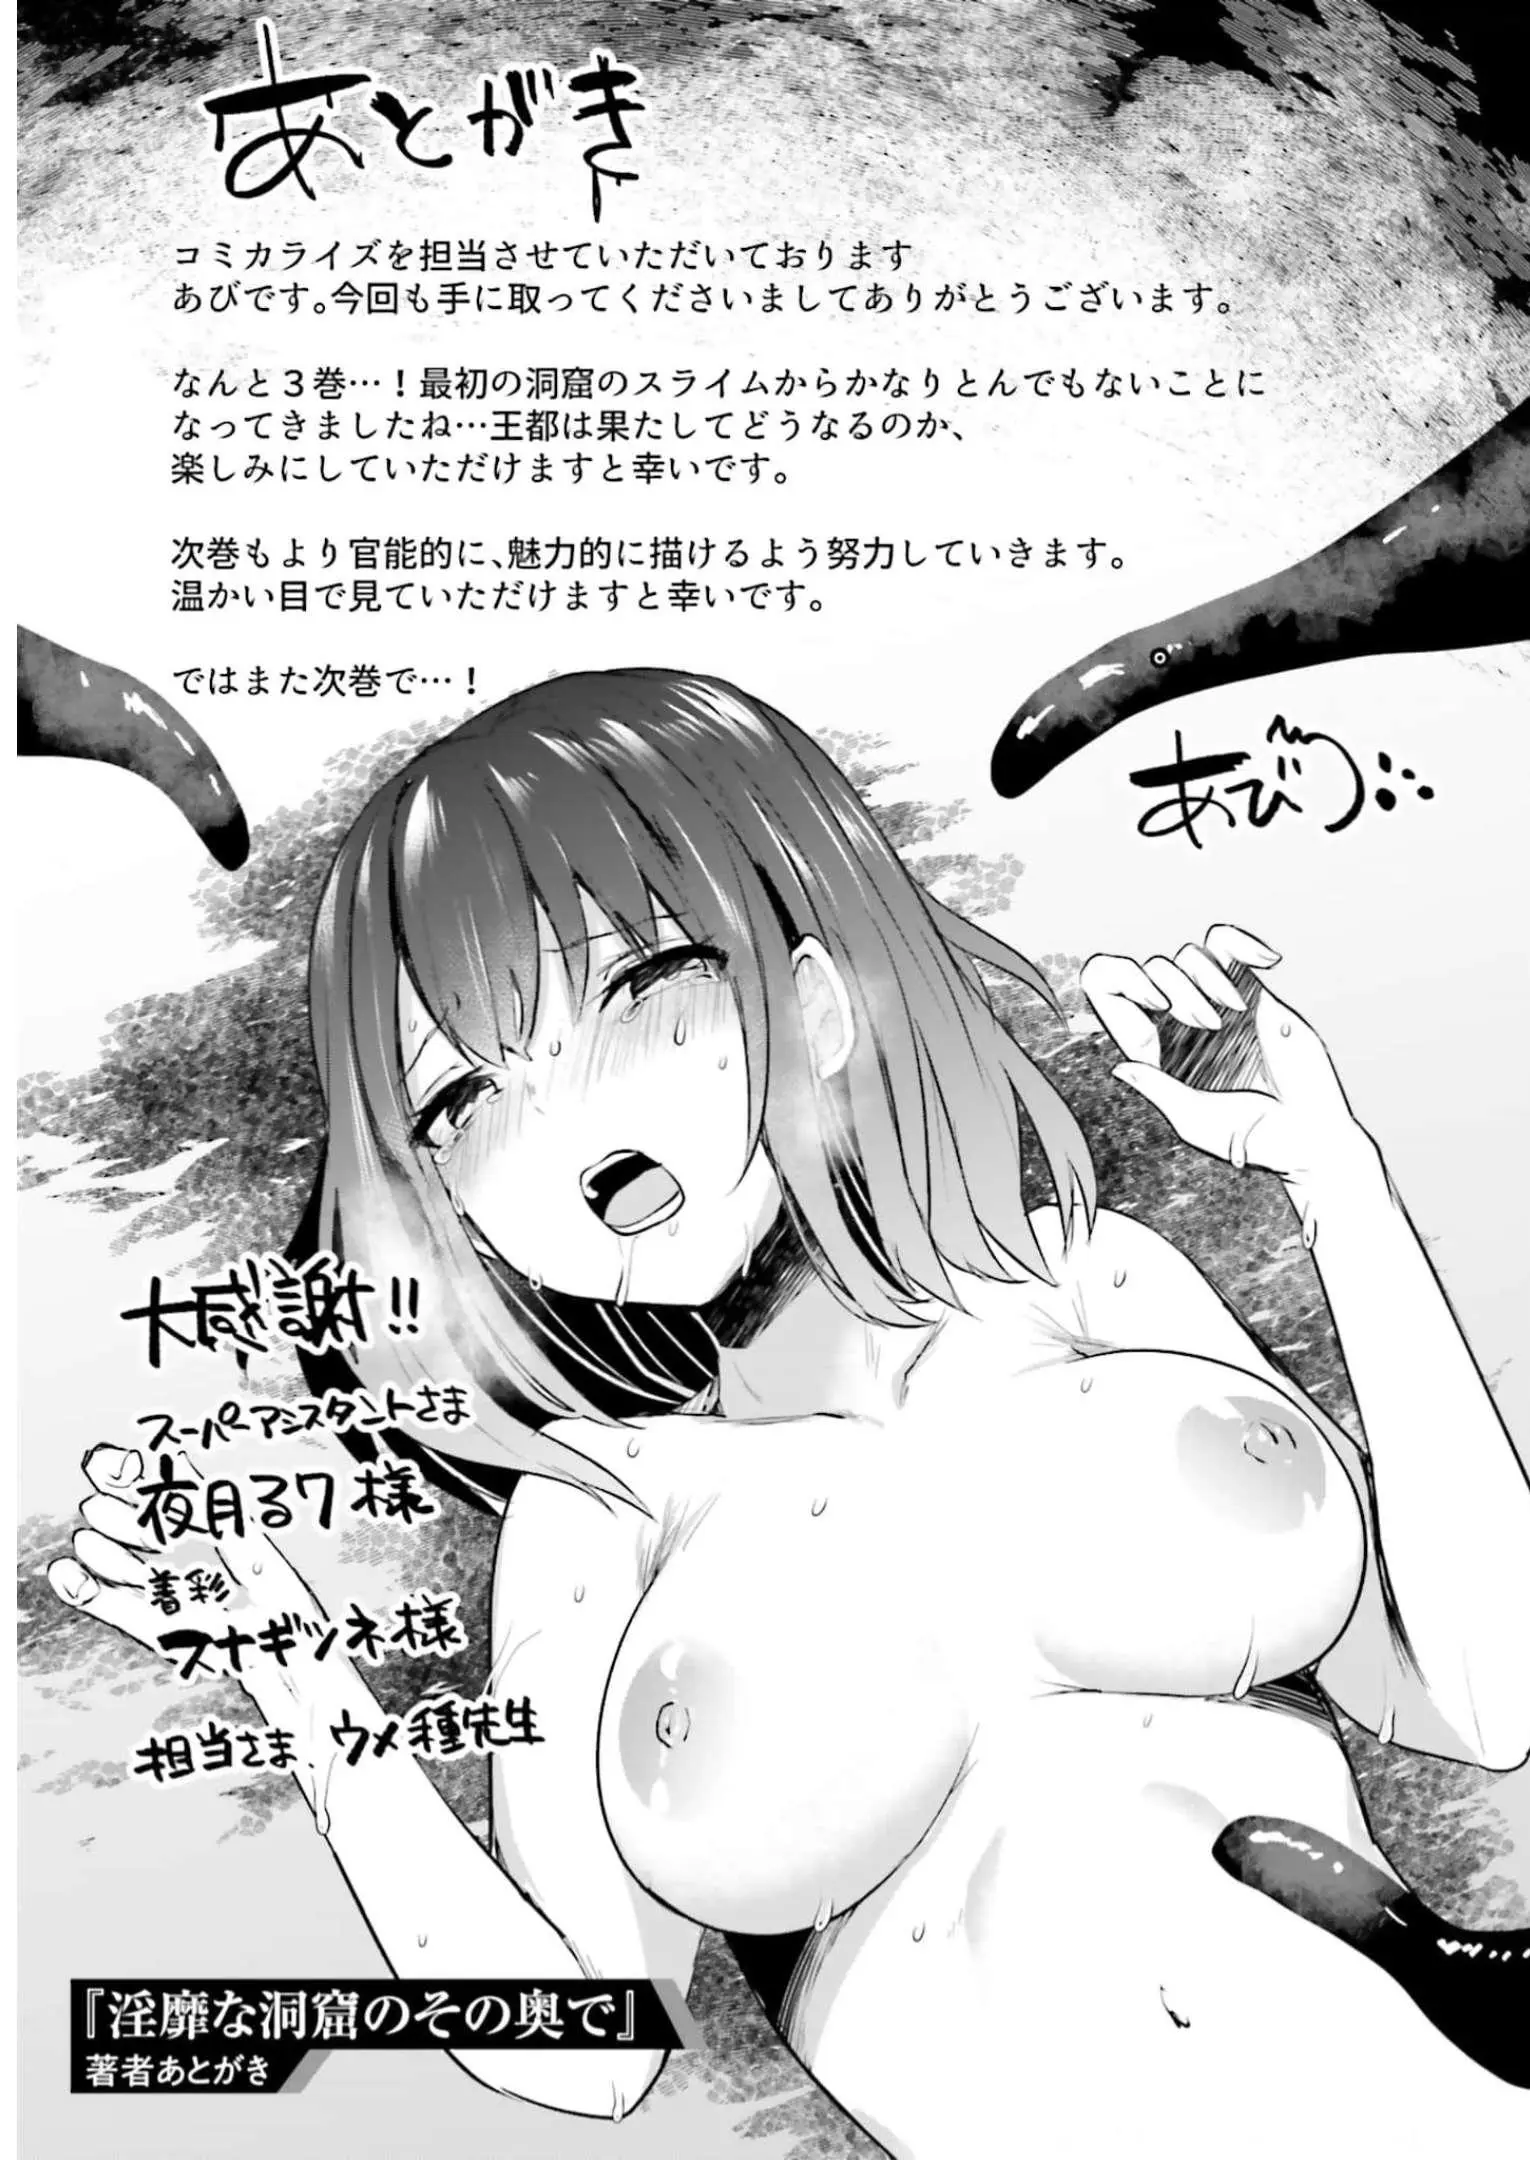 あとがき
コミカライズを担当させていただいております
あびです。今回も手に取ってくださいましてありがとうございます。
なんと３巻…！最初の洞窟のスライムからかなりとんでもないことに
なってきましたね…王都は果たしてどうなるのか、
楽しみにしていただけますと幸いです。
次巻もより官能的に、魅力的に描けるよう努力していきます。
温かい目で見ていただけますと幸いです。
ではまた次巻で…！
あび
大感謝!!
スーパーアシスタントさま
夜月るワ様
着彩
スナギツネ様
担当さま、ウメ種先生
『淫靡な洞窟のその奥で』
著者あとがき